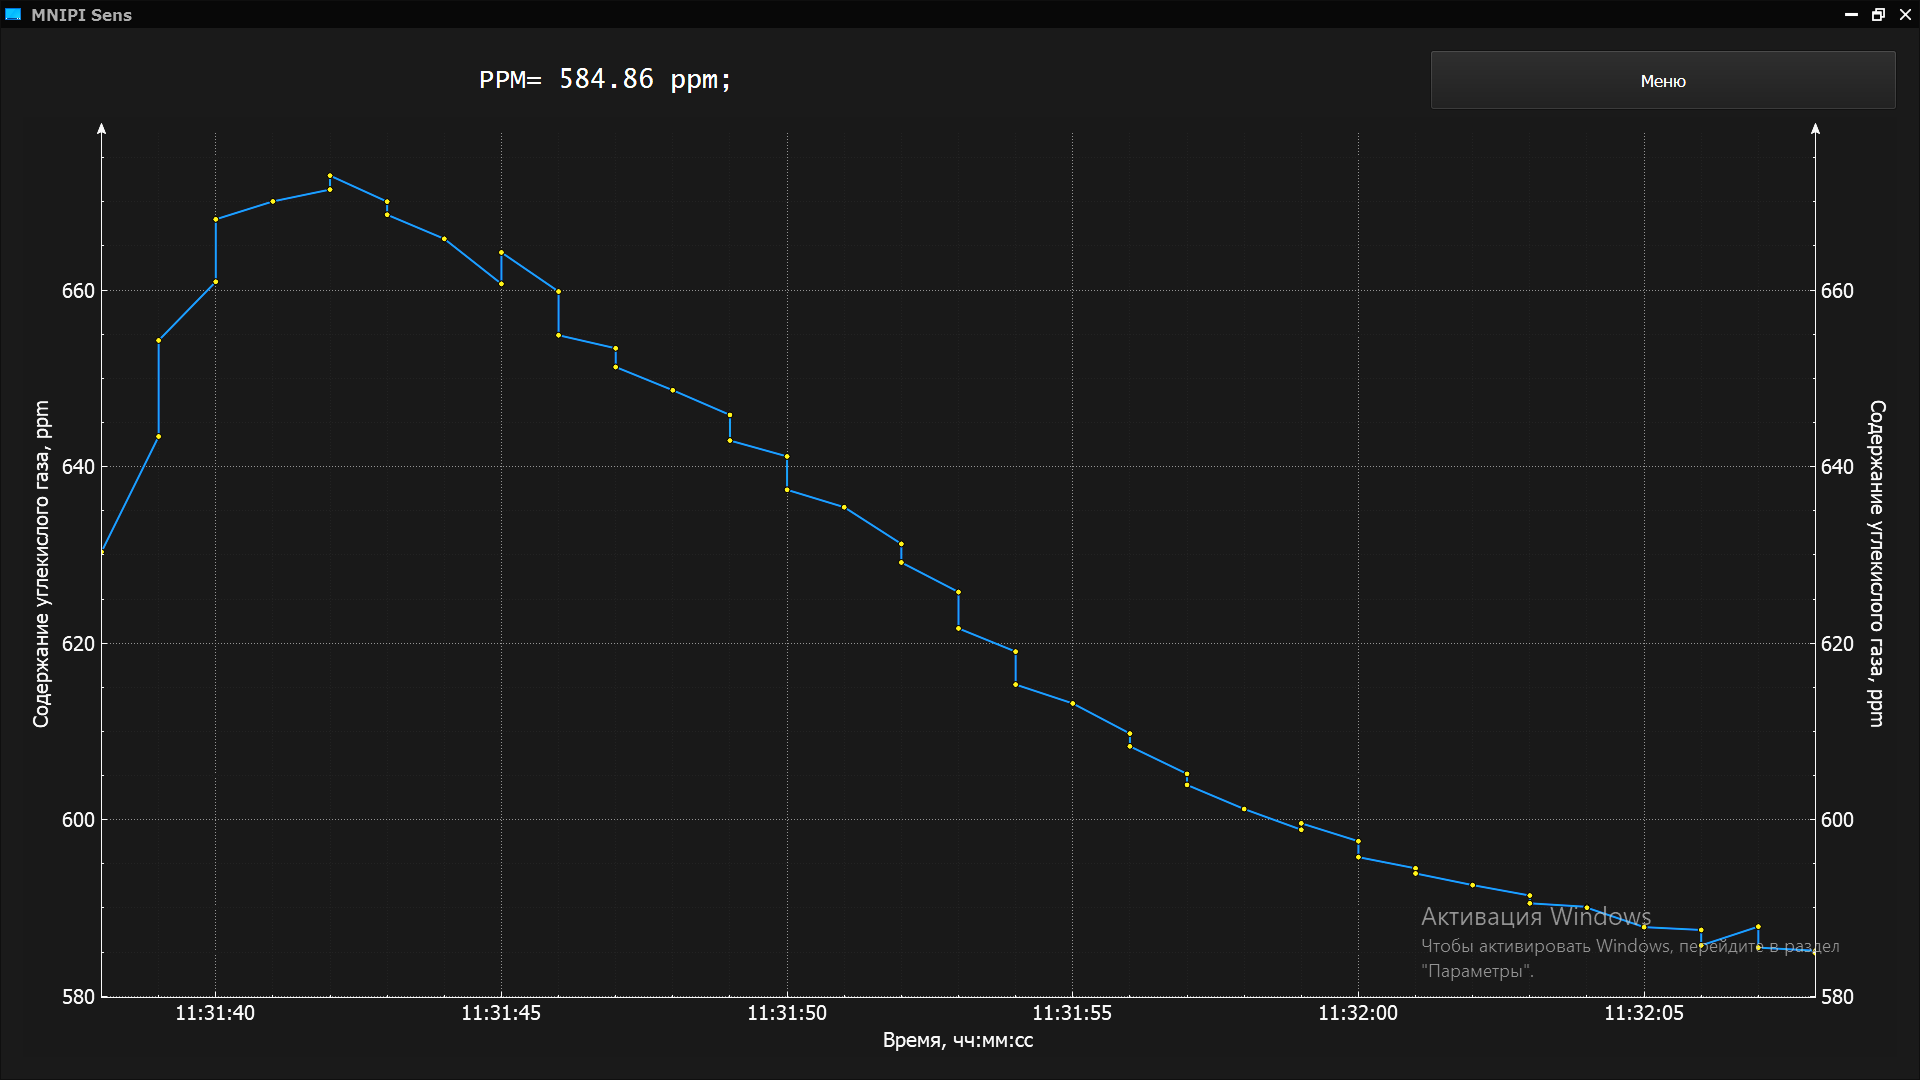 MNIPI Sens
PPM= 584.86 ppm;
Меню
Содержание углекислого газа, ppm
660
640
620
600
580
660
640
620
600
580
Содержание углекислого газа, ppm
Активация Windows
Чтобы активировать Windows, перейдите в раздел
"Параметры".
11:31:40
11:31:45
11:31:50
11:31:55
11:32:00
11:32:05
Время, чч:мм:сс